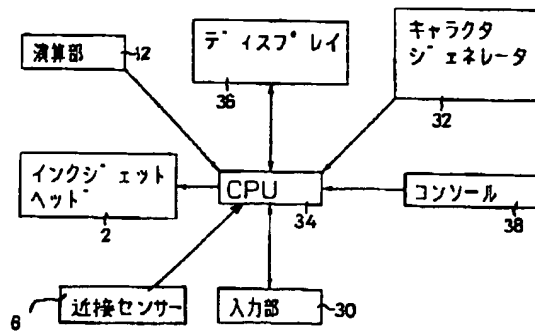 演算部
12
ディスプレイ
36
キャラクタ
ジェネレータ
32
インクジェット
ヘッド
2
CPU
34
コンソール
38
6
近接センサー
入力部
30